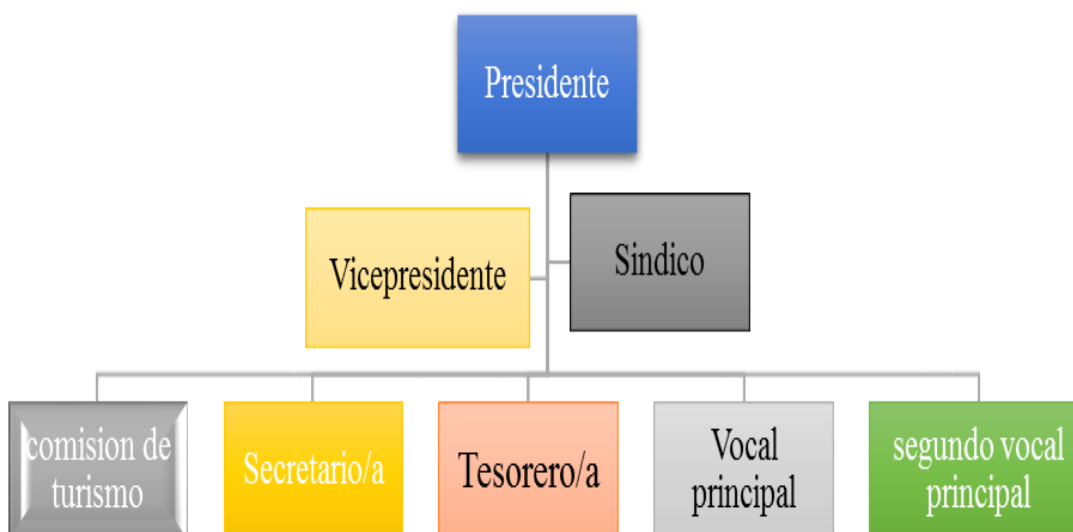 Presidente
Vicepresidente
Sindico
comision de
turismo
Secretario/a
Tesorero/a
Vocal
principal
segundo vocal
principal